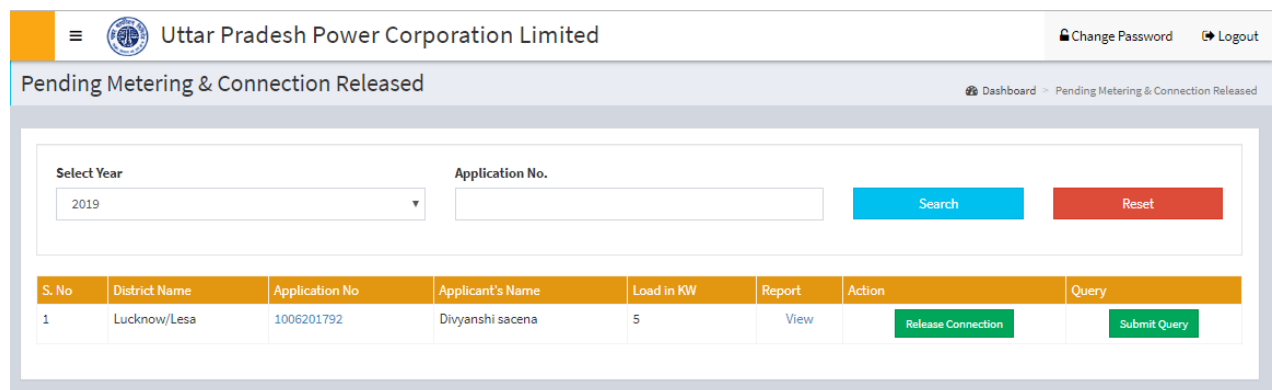 Uttar Pradesh Power Corporation Limited
Change Password Logout
Pending Metering & Connection Released
Dashboard > Pending Metering & Connection Released
Select Year Application No.
2019 Search Reset
S. No District Name Application No Applicant's Name Load in KW Report Action Query
1 Lucknow/Lesa 1006201792 Divyanshi sacena 5 View Release Connection Submit Query